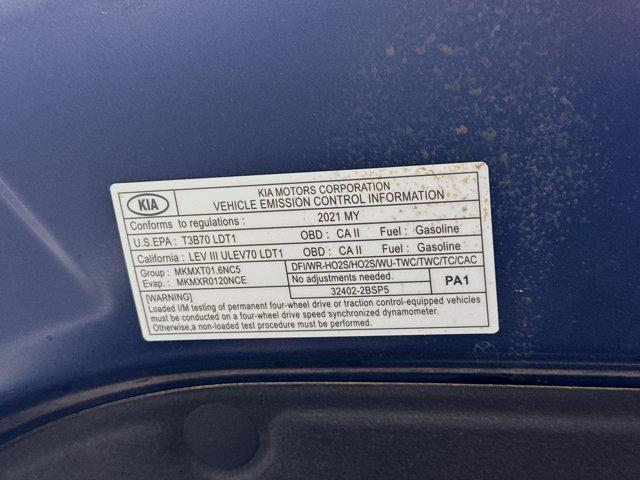 KIA
KIA MOTORS CORPORATION
VEHICLE EMISSION CONTROL INFORMATION
Conforms to regulations : 2021 MY
U.S.EPA : T3B70 LDT1 OBD : CA II Fuel : Gasoline
California : LEV III ULEV70 LDT1 OBD : CA II Fuel : Gasoline
Group : MKMXT01.6NC5 DFI/WR-HO2S/HO2S/WU-TWC/TWC/TC/CAC
Evap. : MKMXR0120NCE No adjustments needed. PA1
32402-2BSP5
[WARNING]
Loaded I/M testing of permanent four-wheel drive or traction control-equipped vehicles
must be conducted on a four-wheel drive speed synchronized dynamometer.
Otherwise,a non-loaded test procedure must be performed.